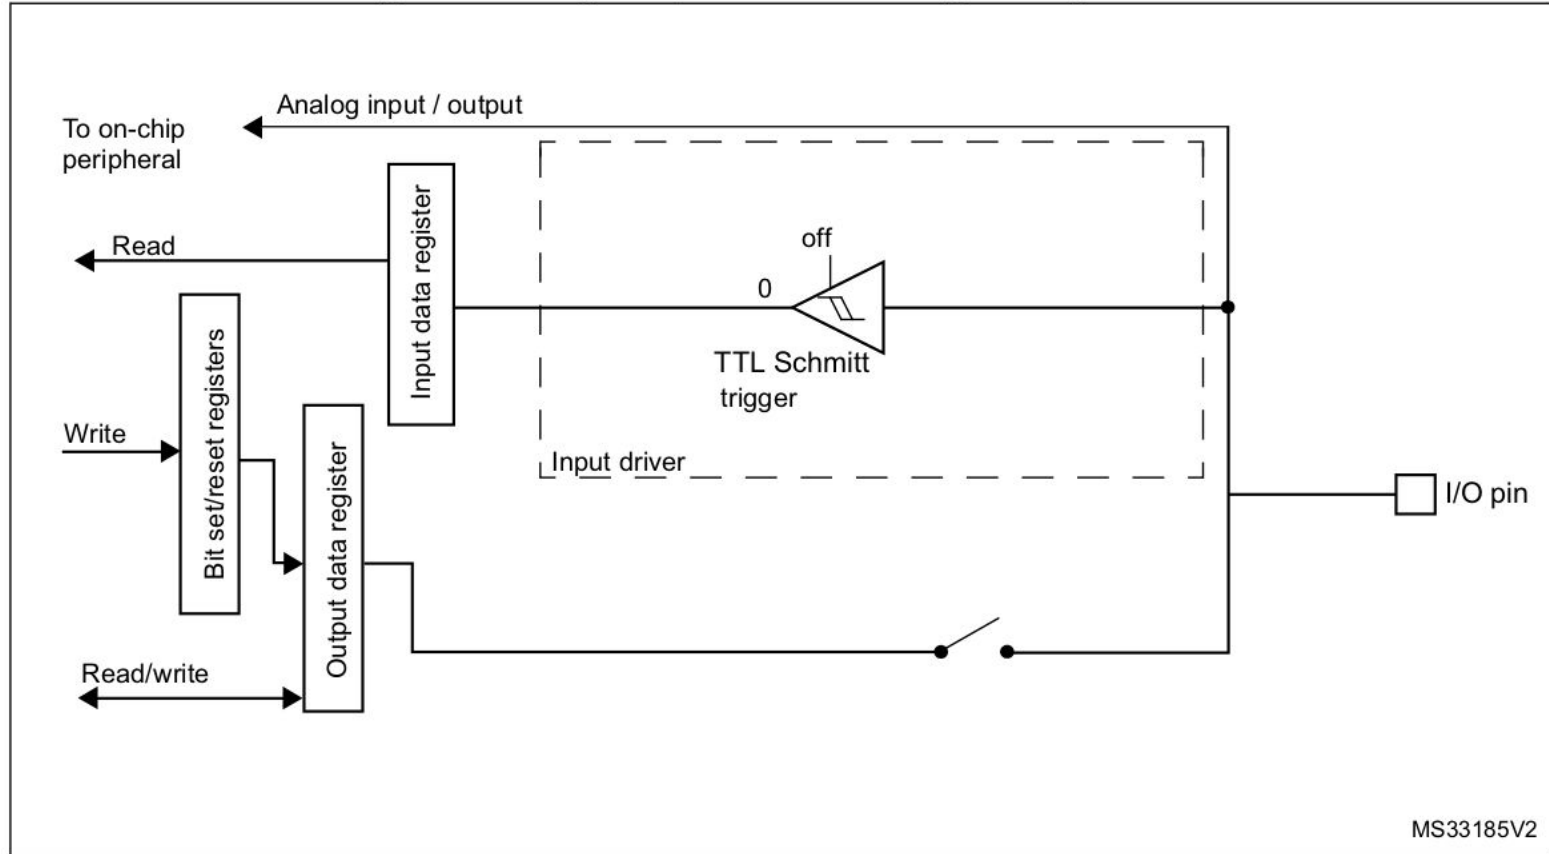 Analog input / output
To on-chip
peripheral
Read
Input data register
off
0
TTL Schmitt
trigger
Input driver
Write
Bit set/reset registers
Output data register
Read/write
I/O pin
MS33185V2